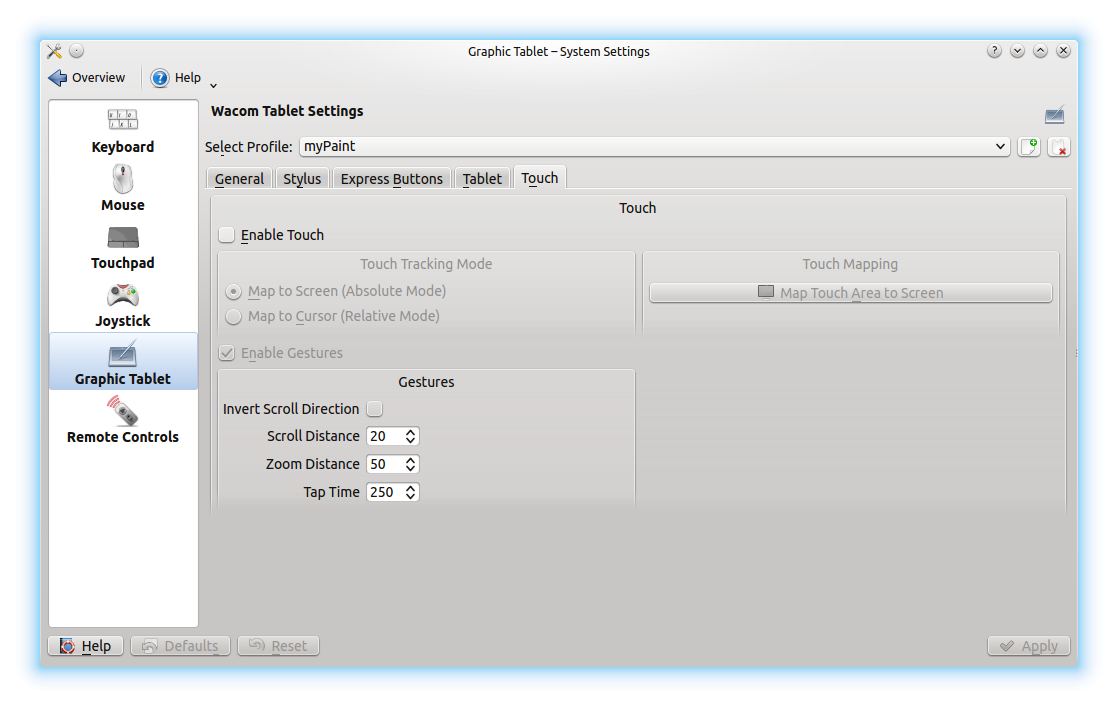 Graphic Tablet – System Settings
Overview Help
Keyboard
Mouse
Touchpad
Joystick
Graphic Tablet
Remote Controls
Wacom Tablet Settings
Select Profile: myPaint
General Stylus Express Buttons Tablet Touch
Touch
Enable Touch
Touch Tracking Mode
Map to Screen (Absolute Mode)
Map to Cursor (Relative Mode)
Touch Mapping
Map Touch Area to Screen
Enable Gestures
Gestures
Invert Scroll Direction
Scroll Distance 20
Zoom Distance 50
Tap Time 250
Help Defaults Reset Apply